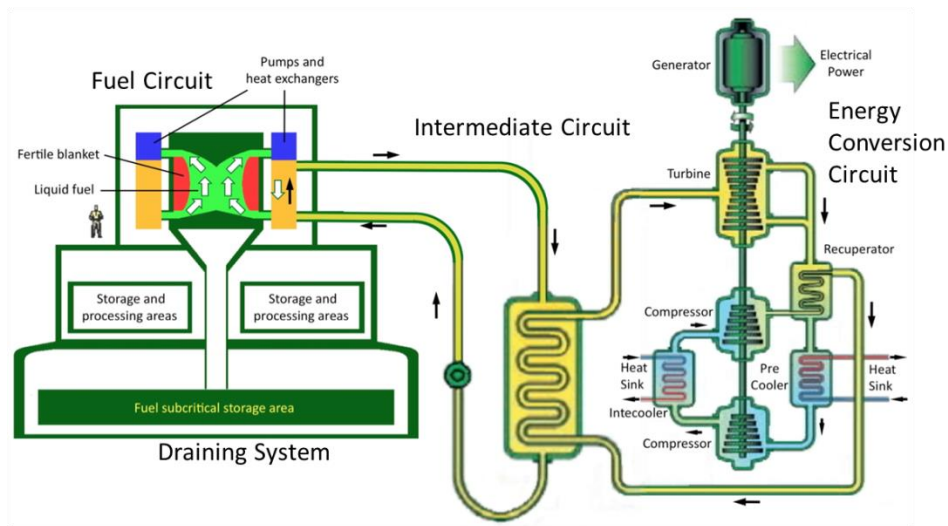 Fuel Circuit
Pumps and
heat exchangers
Fertile blanket
Liquid fuel
Storage and
processing areas
Storage and
processing areas
Fuel subcritical storage area
Draining System
Intermediate Circuit
Generator
Electrical
Power
Energy
Conversion
Circuit
Turbine
Recuperator
Compressor
Heat
Sink
Intecooler
Pre
Cooler
Heat
Sink
Compressor